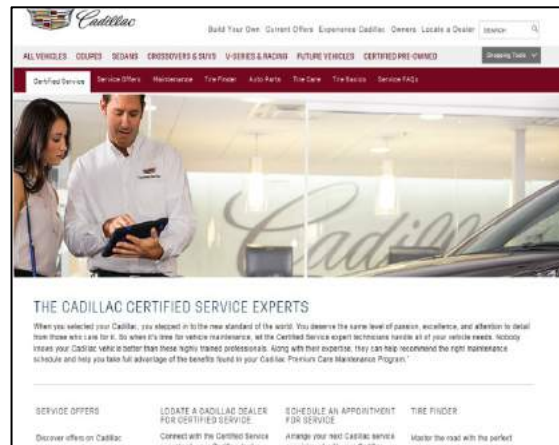 Cadillac
Build Your Own Current Offers Experience Cadillac Owners Locate a Dealer SEARCH
ALL VEHICLES COUPES SEDANS CROSSOVERS & SUVS V-SERIES & RACING FUTURE VEHICLES CERTIFIED PRE-OWNED Shopping Tools
Certified Service Service Offers Maintenance Tire Finder Auto Parts Tire Care Tire Basics Service FAQs
Cadill
THE CADILLAC CERTIFIED SERVICE EXPERTS
When you selected your Cadillac, you stepped in to the new standard of the world. You deserve the same level of passion, excellence, and attention to detail
from those who care for it. So when it's time for vehicle maintenance, let the Certified Service expert technicians handle all of your vehicle needs. Nobody
knows your Cadillac vehicle better than these highly trained professionals. Along with their expertise, they can help recommend the right maintenance
schedule and help you take full advantage of the benefits found in your Cadillac Premium Care Maintenance Program.*
SERVICE OFFERS
Discover offers on Cadillac
LOCATE A CADILLAC DEALER
FOR CERTIFIED SERVICE
Connect with the Certified Service
SCHEDULE AN APPOINTMENT
FOR SERVICE
Arrange your next Cadillac service
TIRE FINDER
Master the road with the perfect